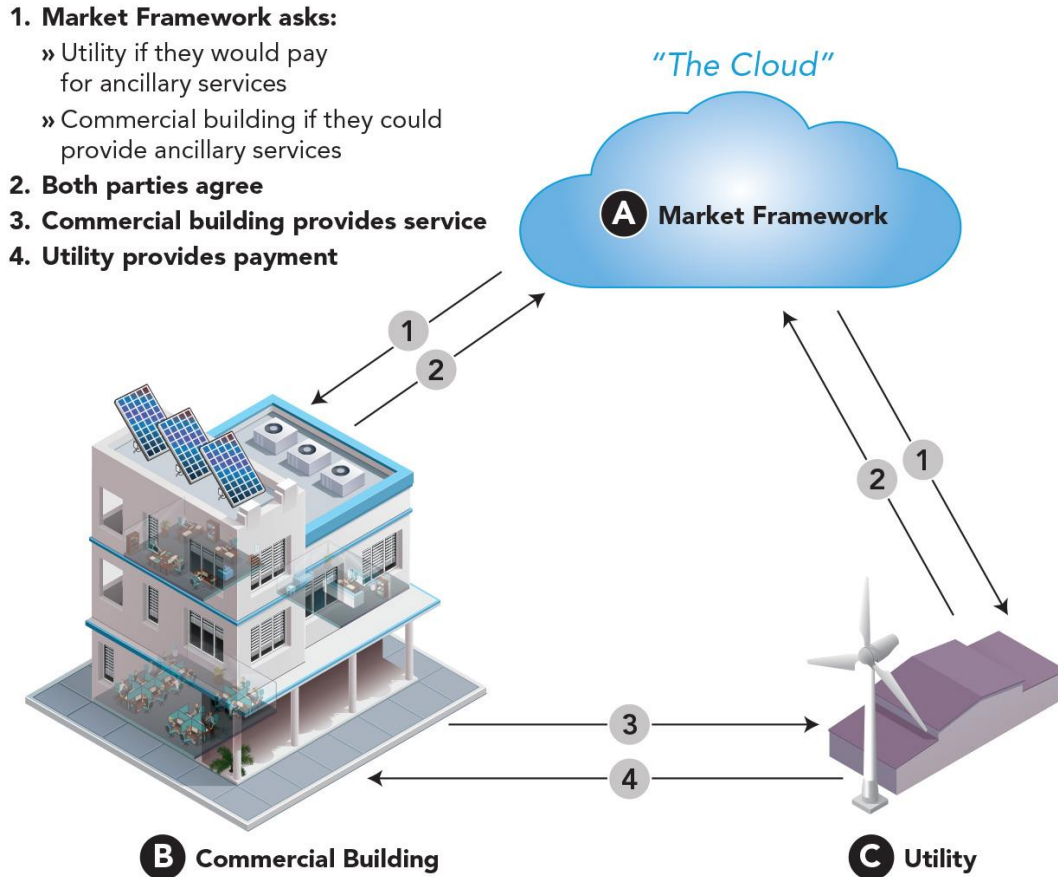 1. Market Framework asks:
» Utility if they would pay
for ancillary services
» Commercial building if they could
provide ancillary services
2. Both parties agree
3. Commercial building provides service
4. Utility provides payment
"The Cloud"
A Market Framework
1
2
2
1
3
4
B Commercial Building
C Utility